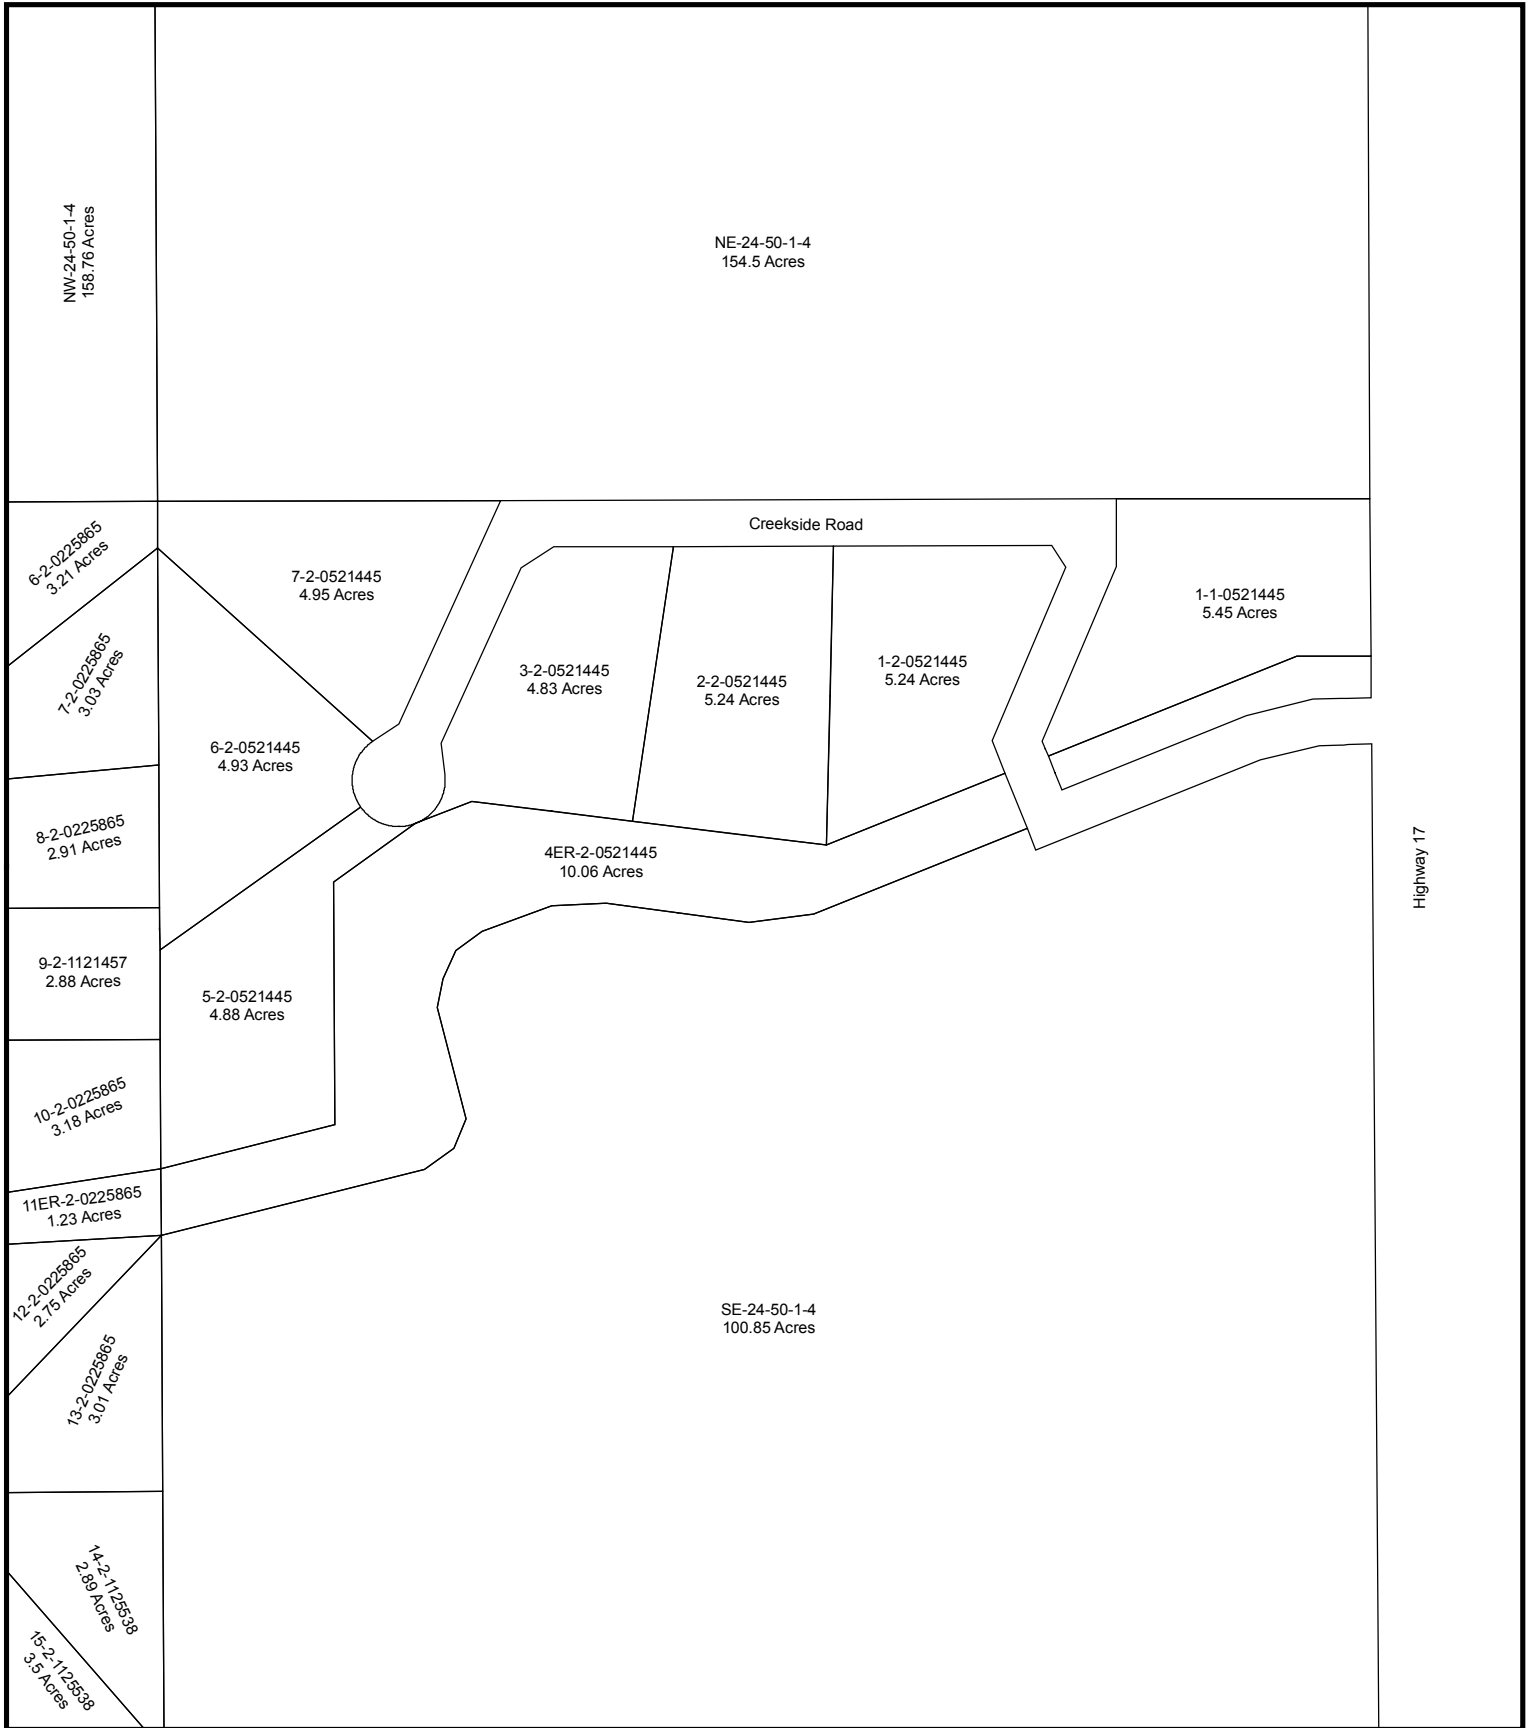 NW-24-50-1-4
158.76 Acres
NE-24-50-1-4
154.5 Acres
Creekside Road
6-2-0225865
3.21 Acres
7-2-0521445
4.95 Acres
1-1-0521445
5.45 Acres
7-2-0225865
3.03 Acres
3-2-0521445
4.83 Acres
2-2-0521445
5.24 Acres
1-2-0521445
5.24 Acres
6-2-0521445
4.93 Acres
8-2-0225865
2.91 Acres
4ER-2-0521445
10.06 Acres
Highway 17
9-2-1121457
2.88 Acres
5-2-0521445
4.88 Acres
10-2-0225865
3.18 Acres
11ER-2-0225865
1.23 Acres
12-2-0225865
2.75 Acres
SE-24-50-1-4
100.85 Acres
13-2-0225865
3.01 Acres
14-2-1125538
2.89 Acres
15-2-1125538
3.5 Acres